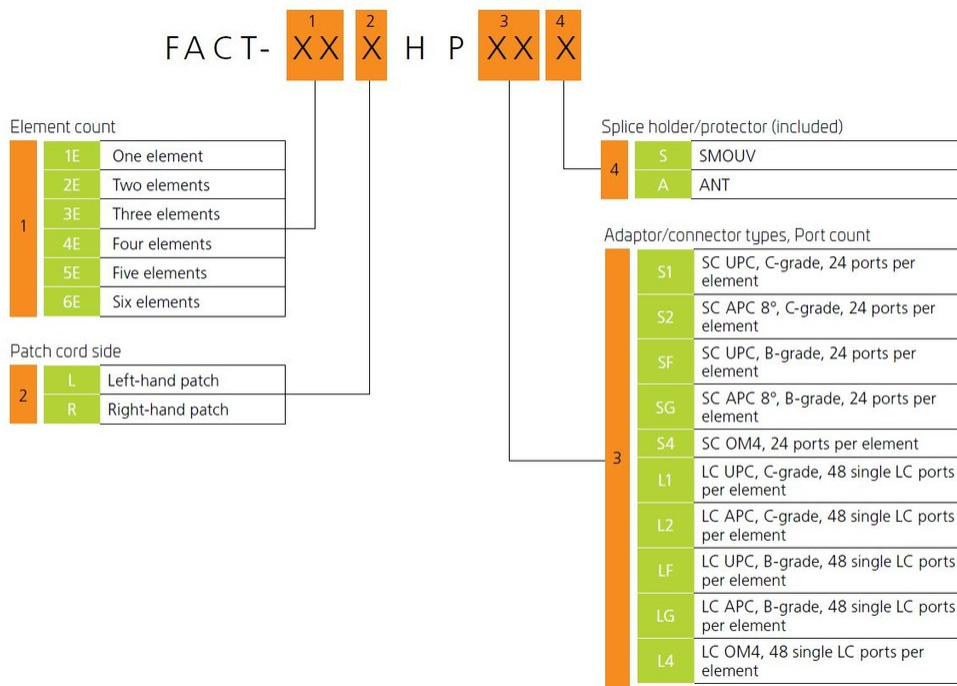 1 2 3 4
FACT- XX X H P XX X
Element count
1
1E One element
2E Two elements
3E Three elements
4E Four elements
5E Five elements
6E Six elements
Patch cord side
2
L Left-hand patch
R Right-hand patch
Splice holder/protector (included)
4
S SMOUV
A ANT
Adaptor/connector types, Port count
3
S1 SC UPC, C-grade, 24 ports per
element
S2 SC APC 8°, C-grade, 24 ports per
element
SF SC UPC, B-grade, 24 ports per
element
SG SC APC 8°, B-grade, 24 ports per
element
S4 SC OM4, 24 ports per element
L1 LC UPC, C-grade, 48 single LC ports
per element
L2 LC APC, C-grade, 48 single LC ports
per element
LF LC UPC, B-grade, 48 single LC ports
per element
LG LC APC, B-grade, 48 single LC ports
per element
L4 LC OM4, 48 single LC ports per
element